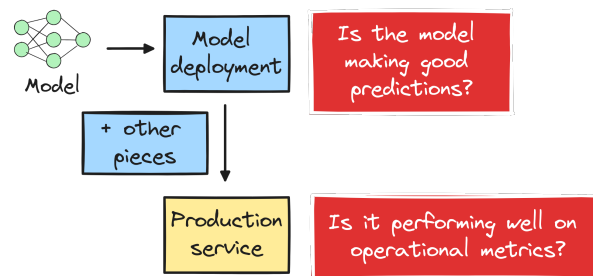 Model
Model
deployment
Is the model
making good
predictions?
+ other
pieces
Production
service
Is it performing well on
operational metrics?